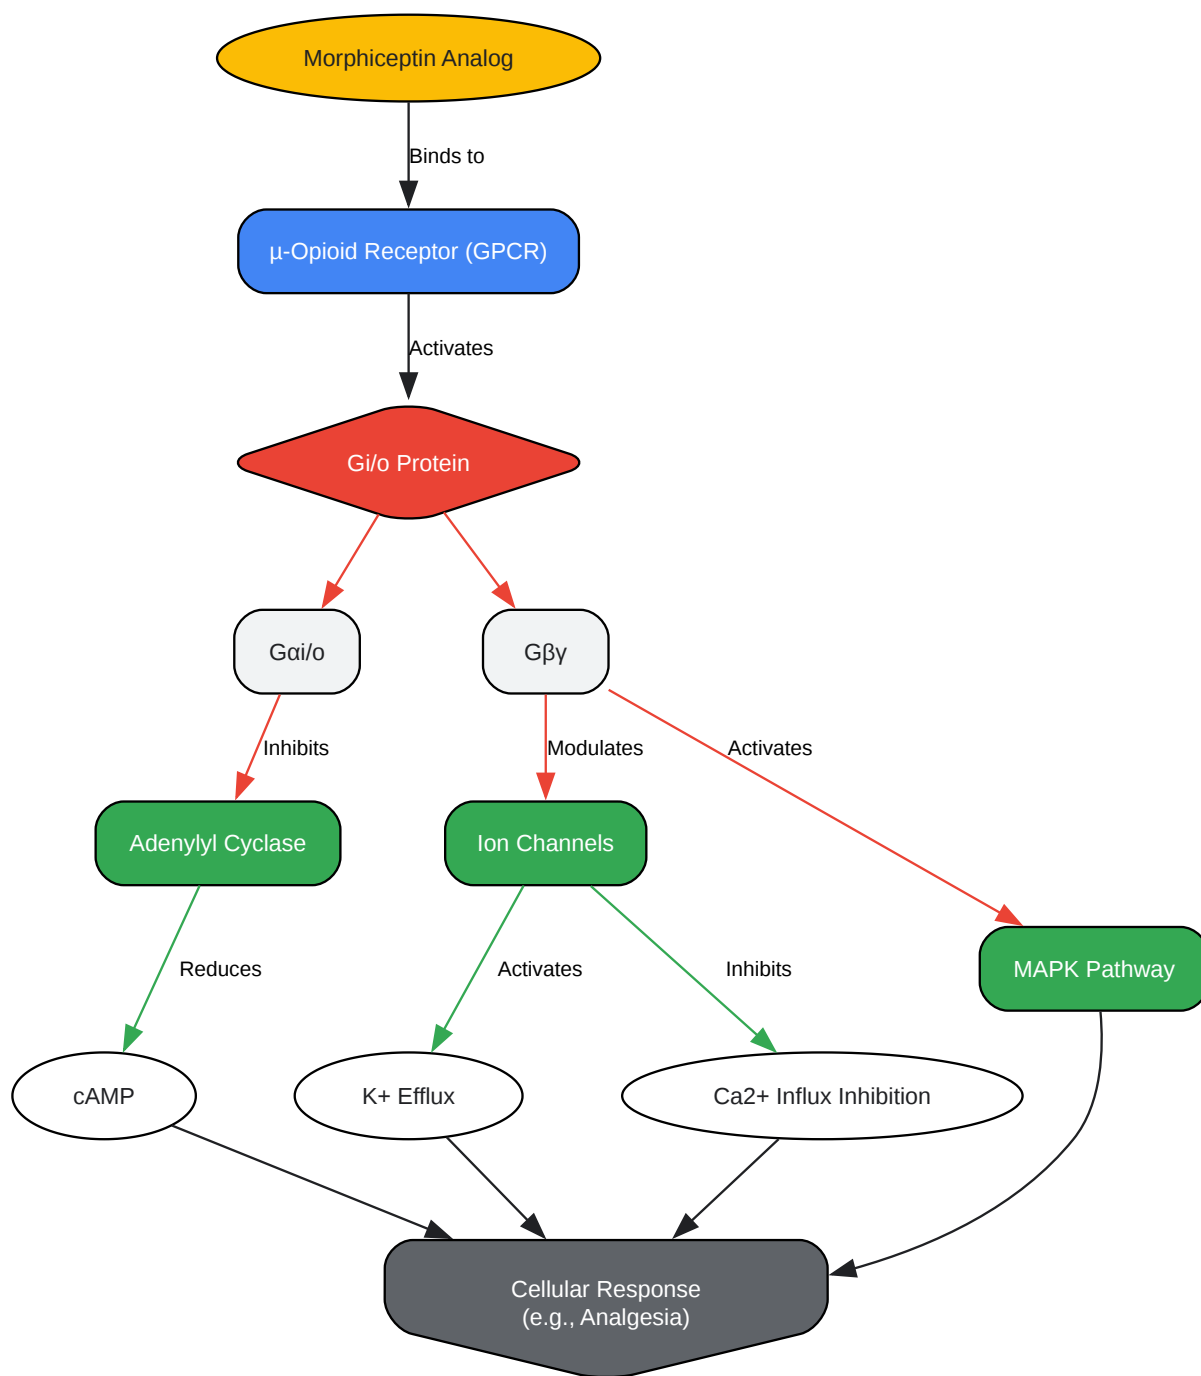 Morphiceptin Analog
Binds to
µ-Opioid Receptor (GPCR)
Activates
Gi/o Protein
Gαi/o
Gβγ
Inhibits
Modulates
Activates
Adenylyl Cyclase
Ion Channels
MAPK Pathway
Reduces
Activates
Inhibits
cAMP
K+ Efflux
Ca2+ Influx Inhibition
Cellular Response
(e.g., Analgesia)